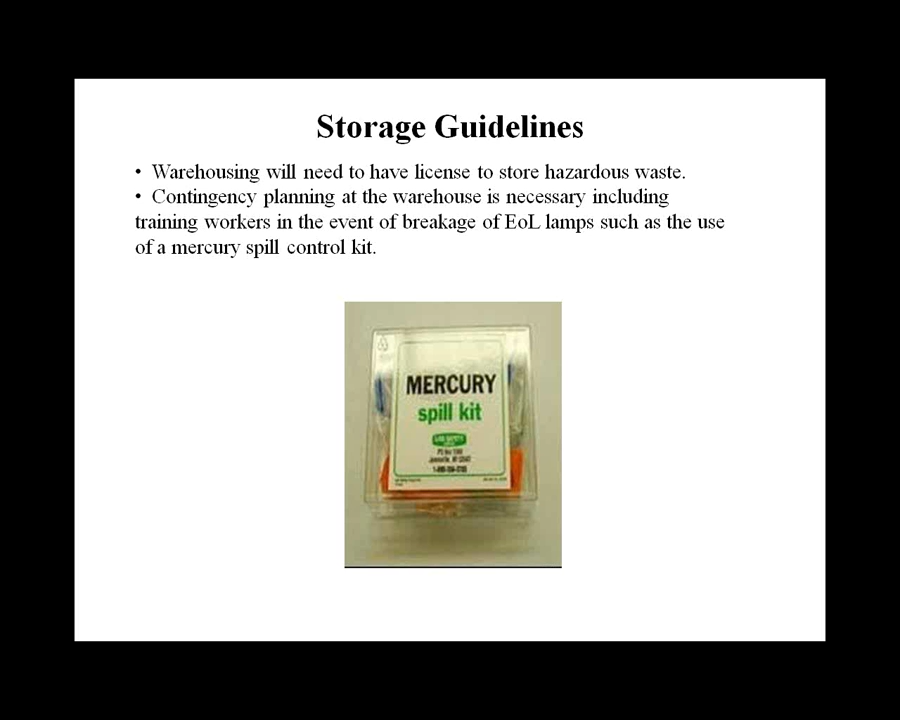 Storage Guidelines
• Warehousing will need to have license to store hazardous waste.
• Contingency planning at the warehouse is necessary including
training workers in the event of breakage of EoL lamps such as the use
of a mercury spill control kit.
MERCURY
spill kit
LAB SAFETY